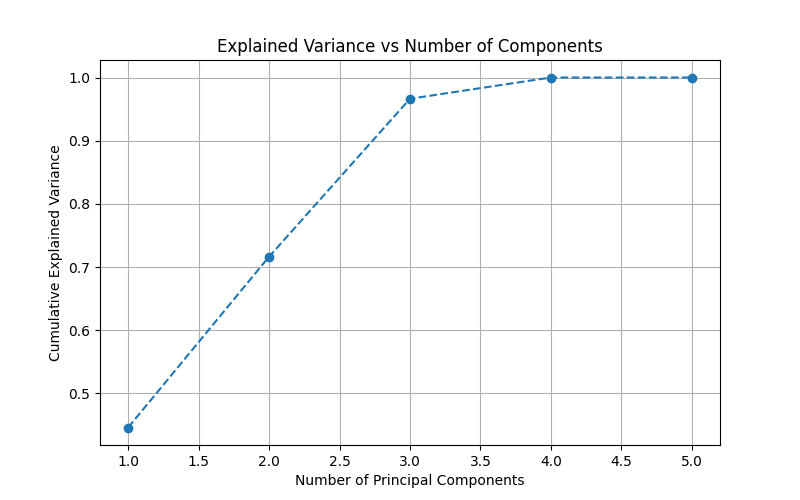 Explained Variance vs Number of Components
Cumulative Explained Variance
1.0
0.9
0.8
0.7
0.6
0.5
1.0 1.5 2.0 2.5 3.0 3.5 4.0 4.5 5.0
Number of Principal Components